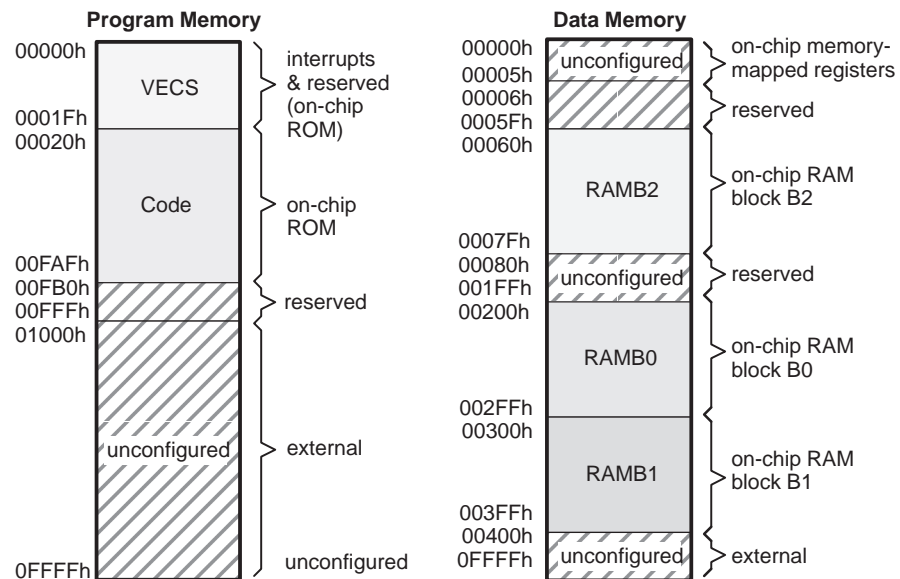 Program Memory
00000h
VECS
interrupts
& reserved
(on-chip
ROM)
0001Fh
00020h
Code
on-chip
ROM
00FAFh
00FB0h
reserved
00FFFh
01000h
unconfigured
external
unconfigured
0FFFFh
Data Memory
00000h
unconfigured
on-chip memory-
mapped registers
00005h
00006h
reserved
0005Fh
00060h
RAMB2
on-chip RAM
block B2
0007Fh
00080h
unconfigured
reserved
001FFh
00200h
RAMB0
on-chip RAM
block B0
002FFh
00300h
RAMB1
on-chip RAM
block B1
003FFh
00400h
unconfigured
external
0FFFFh